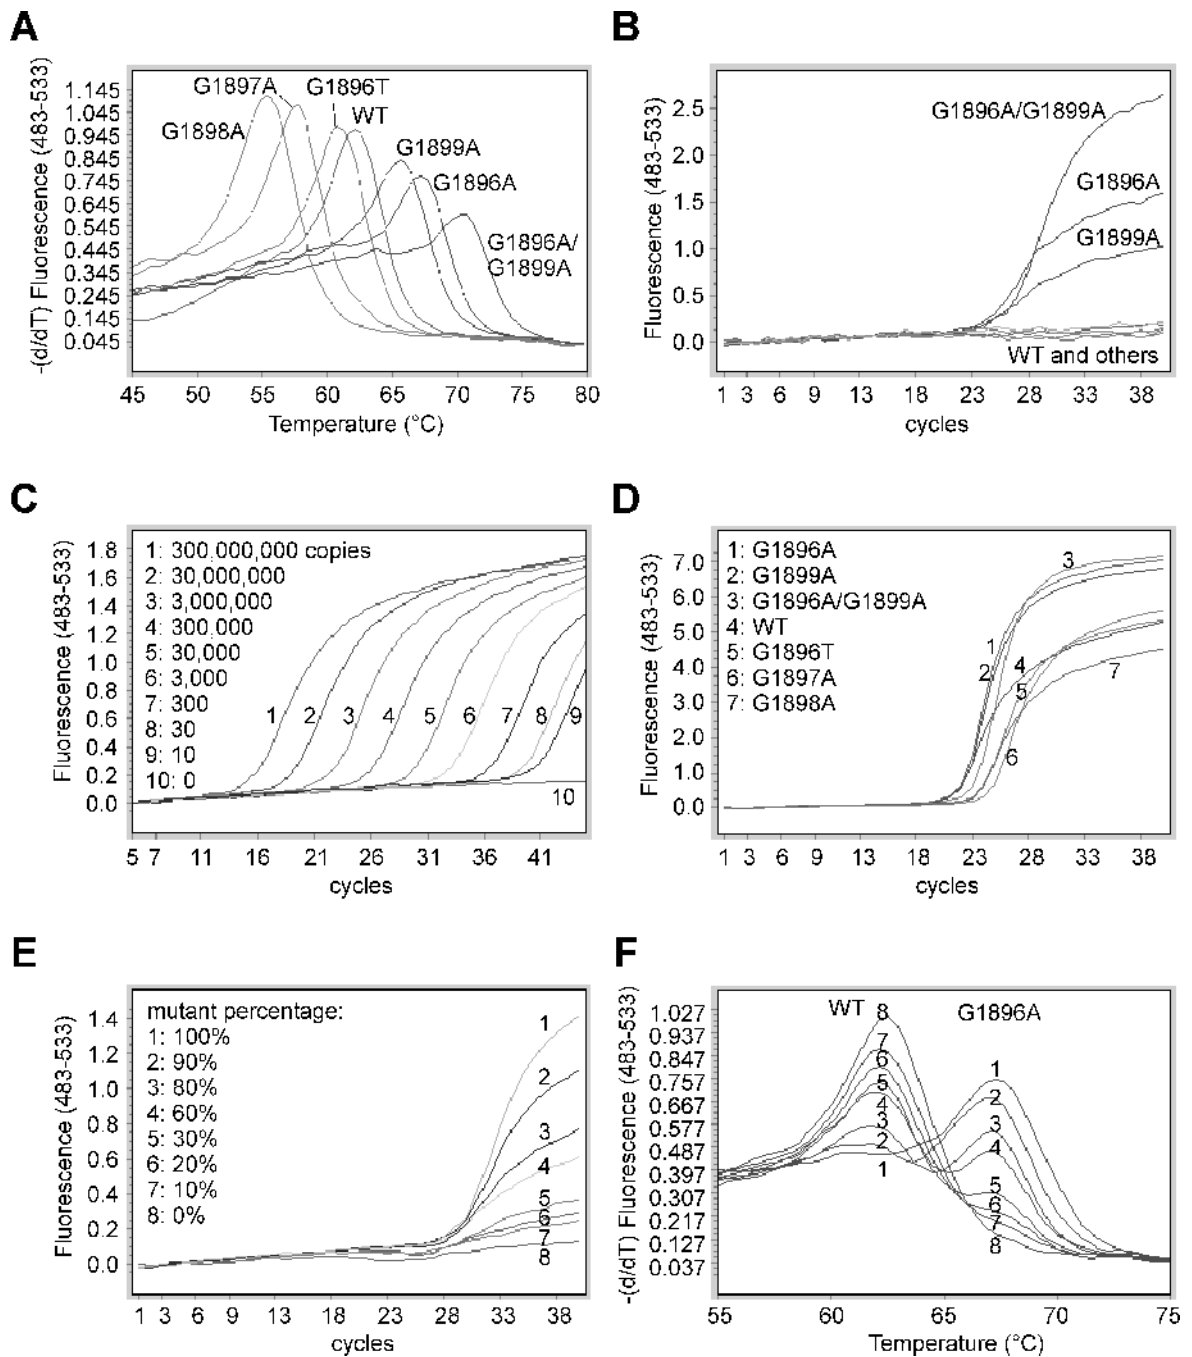 A
-(d/dT) Fluorescence (483-533)
1.145
1.045
0.945
0.845
0.745
0.645
0.545
0.445
0.345
0.245
0.145
0.045
G1897A
G1896T
G1898A
WT
G1899A
G1896A
G1896A/
G1899A
45 50 55 60 65 70 75 80
Temperature (°C)
B
Fluorescence (483-533)
2.5
2.0
1.5
1.0
0.5
0.0
G1896A/G1899A
G1896A
G1899A
WT and others
1 3 6 9 13 18 23 28 33 38
cycles
C
Fluorescence (483-533)
1.8
1.6
1.4
1.2
1.0
0.8
0.6
0.4
0.2
0.0
1: 300,000,000 copies
2: 30,000,000
3: 3,000,000
4: 300,000
5: 30,000
6: 3,000
7: 300
8: 30
9: 10
10: 0
1 2 3 4 5 6 7 8 9
10
5 7 11 16 21 26 31 36 41
cycles
D
Fluorescence (483-533)
7.0
6.0
5.0
4.0
3.0
2.0
1.0
0.0
1: G1896A
2: G1899A
3: G1896A/G1899A
4: WT
5: G1896T
6: G1897A
7: G1898A
3
1
2
4
5
7
6
1 3 6 9 13 18 23 28 33 38
cycles
E
Fluorescence (483-533)
1.4
1.2
1.0
0.8
0.6
0.4
0.2
0.0
mutant percentage:
1: 100%
2: 90%
3: 80%
4: 60%
5: 30%
6: 20%
7: 10%
8: 0%
1
2
3
4
5
6
7
8
1 3 6 9 13 18 23 28 33 38
cycles
F
-(d/dT) Fluorescence (483-533)
1.027
0.937
0.847
0.757
0.667
0.577
0.487
0.397
0.307
0.217
0.127
0.037
WT
8
7
6
5
4
3
2
1
G1896A
1
2
3
4
5
6
7
8
55 60 65 70 75
Temperature (°C)